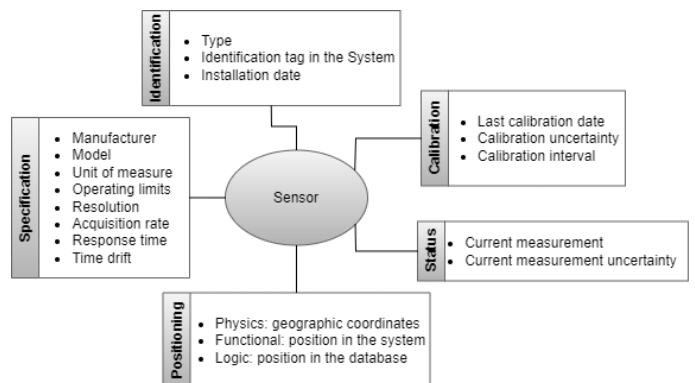 Identification
• Type
• Identification tag in the System
• Installation date
Specification
• Manufacturer
• Model
• Unit of measure
• Operating limits
• Resolution
• Acquisition rate
• Response time
• Time drift
Sensor
Calibration
• Last calibration date
• Calibration uncertainty
• Calibration interval
Status
• Current measurement
• Current measurement uncertainty
Positioning
• Physics: geographic coordinates
• Functional: position in the system
• Logic: position in the database